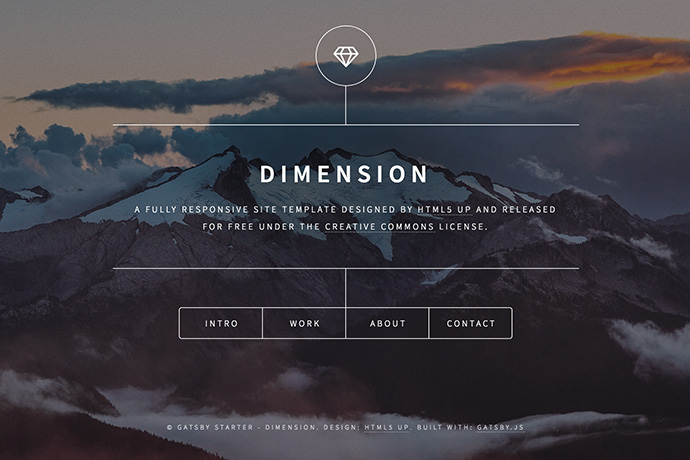 DIMENSION
A FULLY RESPONSIVE SITE TEMPLATE DESIGNED BY HTML5 UP AND RELEASED
FOR FREE UNDER THE CREATIVE COMMONS LICENSE.
INTRO WORK ABOUT CONTACT
© GATSBY STARTER - DIMENSION. DESIGN: HTML5 UP. BUILT WITH: GATSBY.JS